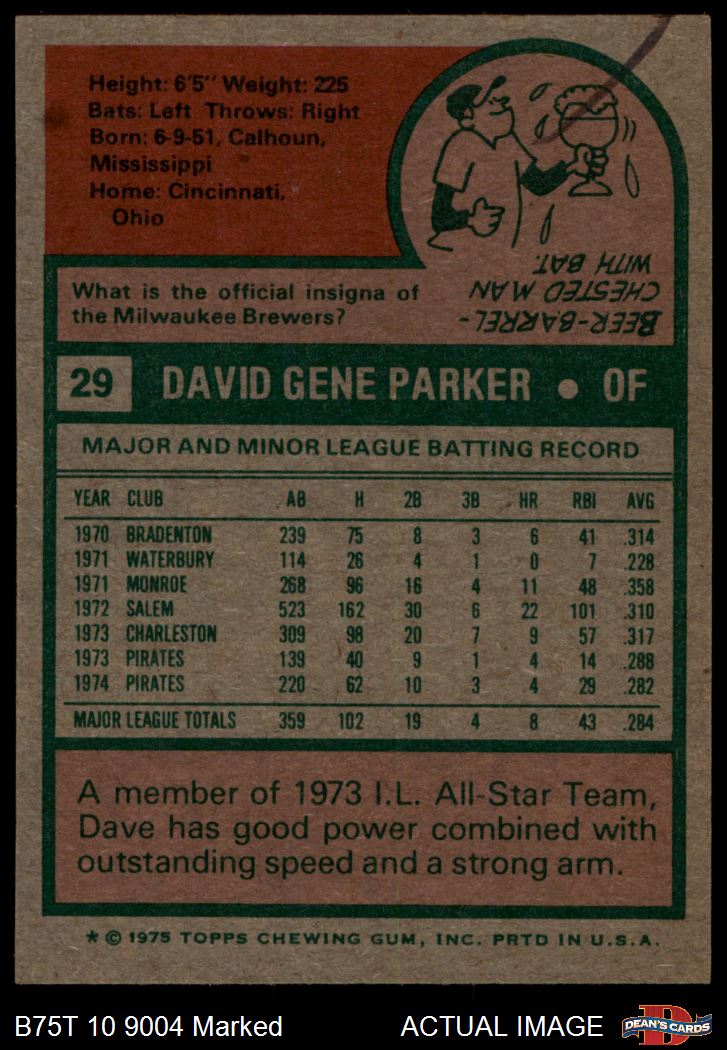 Height: 6'5" Weight: 225
Bats: Left Throws: Right
Born: 6-9-51, Calhoun,
Mississippi
Home: Cincinnati,
Ohio
What is the official insigna of
the Milwaukee Brewers?
BEER-BARREL-
CHESTED MAN
WITH BAT.
29 DAVID GENE PARKER • OF
MAJOR AND MINOR LEAGUE BATTING RECORD
YEAR CLUB AB H 2B 3B HR RBI AVG
1970 BRADENTON 239 75 8 3 6 41 .314
1971 WATERBURY 114 26 4 1 0 7 .228
1971 MONROE 268 96 16 4 11 48 .358
1972 SALEM 523 162 30 6 22 101 .310
1973 CHARLESTON 309 98 20 7 9 57 .317
1973 PIRATES 139 40 9 1 4 14 .288
1974 PIRATES 220 62 10 3 4 29 .282
MAJOR LEAGUE TOTALS 359 102 19 4 8 43 .284
A member of 1973 I.L. All-Star Team,
Dave has good power combined with
outstanding speed and a strong arm.
* © 1975 TOPPS CHEWING GUM, INC. PRTD IN U.S.A.
B75T 10 9004 Marked ACTUAL IMAGE D DEAN'S CARDS